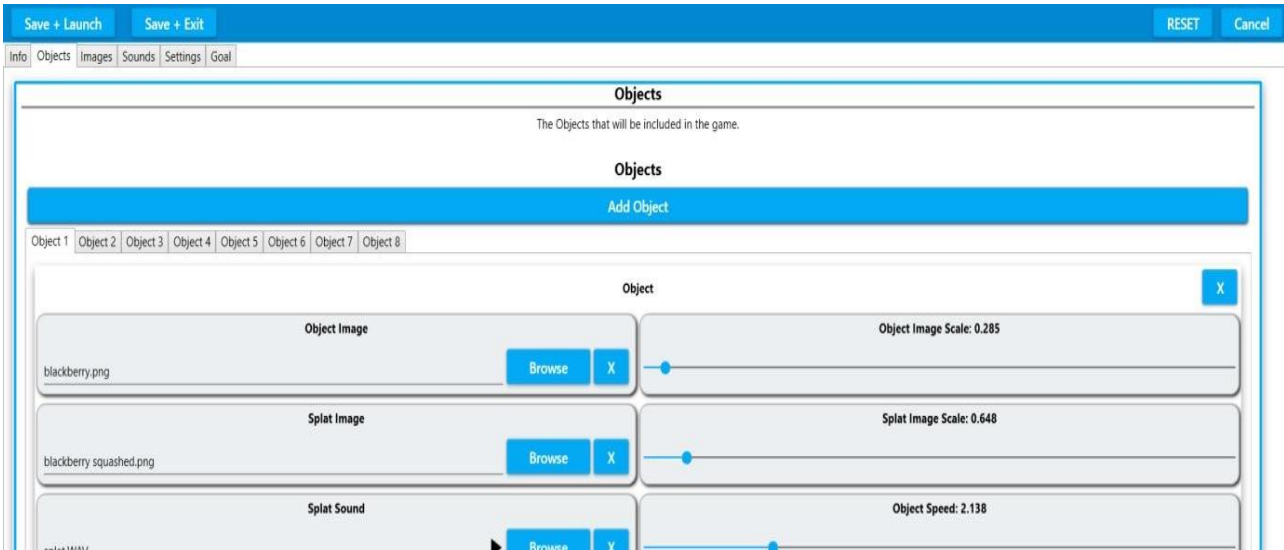 Save + Launch Save + Exit RESET Cancel
Info Objects Images Sounds Settings Goal
Objects
The Objects that will be included in the game.
Objects
Add Object
Object 1 Object 2 Object 3 Object 4 Object 5 Object 6 Object 7 Object 8
Object X
Object Image Object Image Scale: 0.285
blackberry.png Browse X
Splat Image Splat Image Scale: 0.648
blackberry squashed.png Browse X
Splat Sound Object Speed: 2.138
splat.WAV Browse X